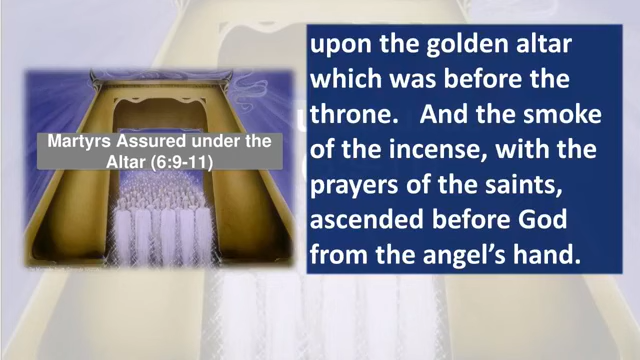 Martyrs Assured under the
Altar (6:9-11)
upon the golden altar
which was before the
throne.   And the smoke
of the incense, with the
prayers of the saints,
ascended before God
from the angel’s hand.